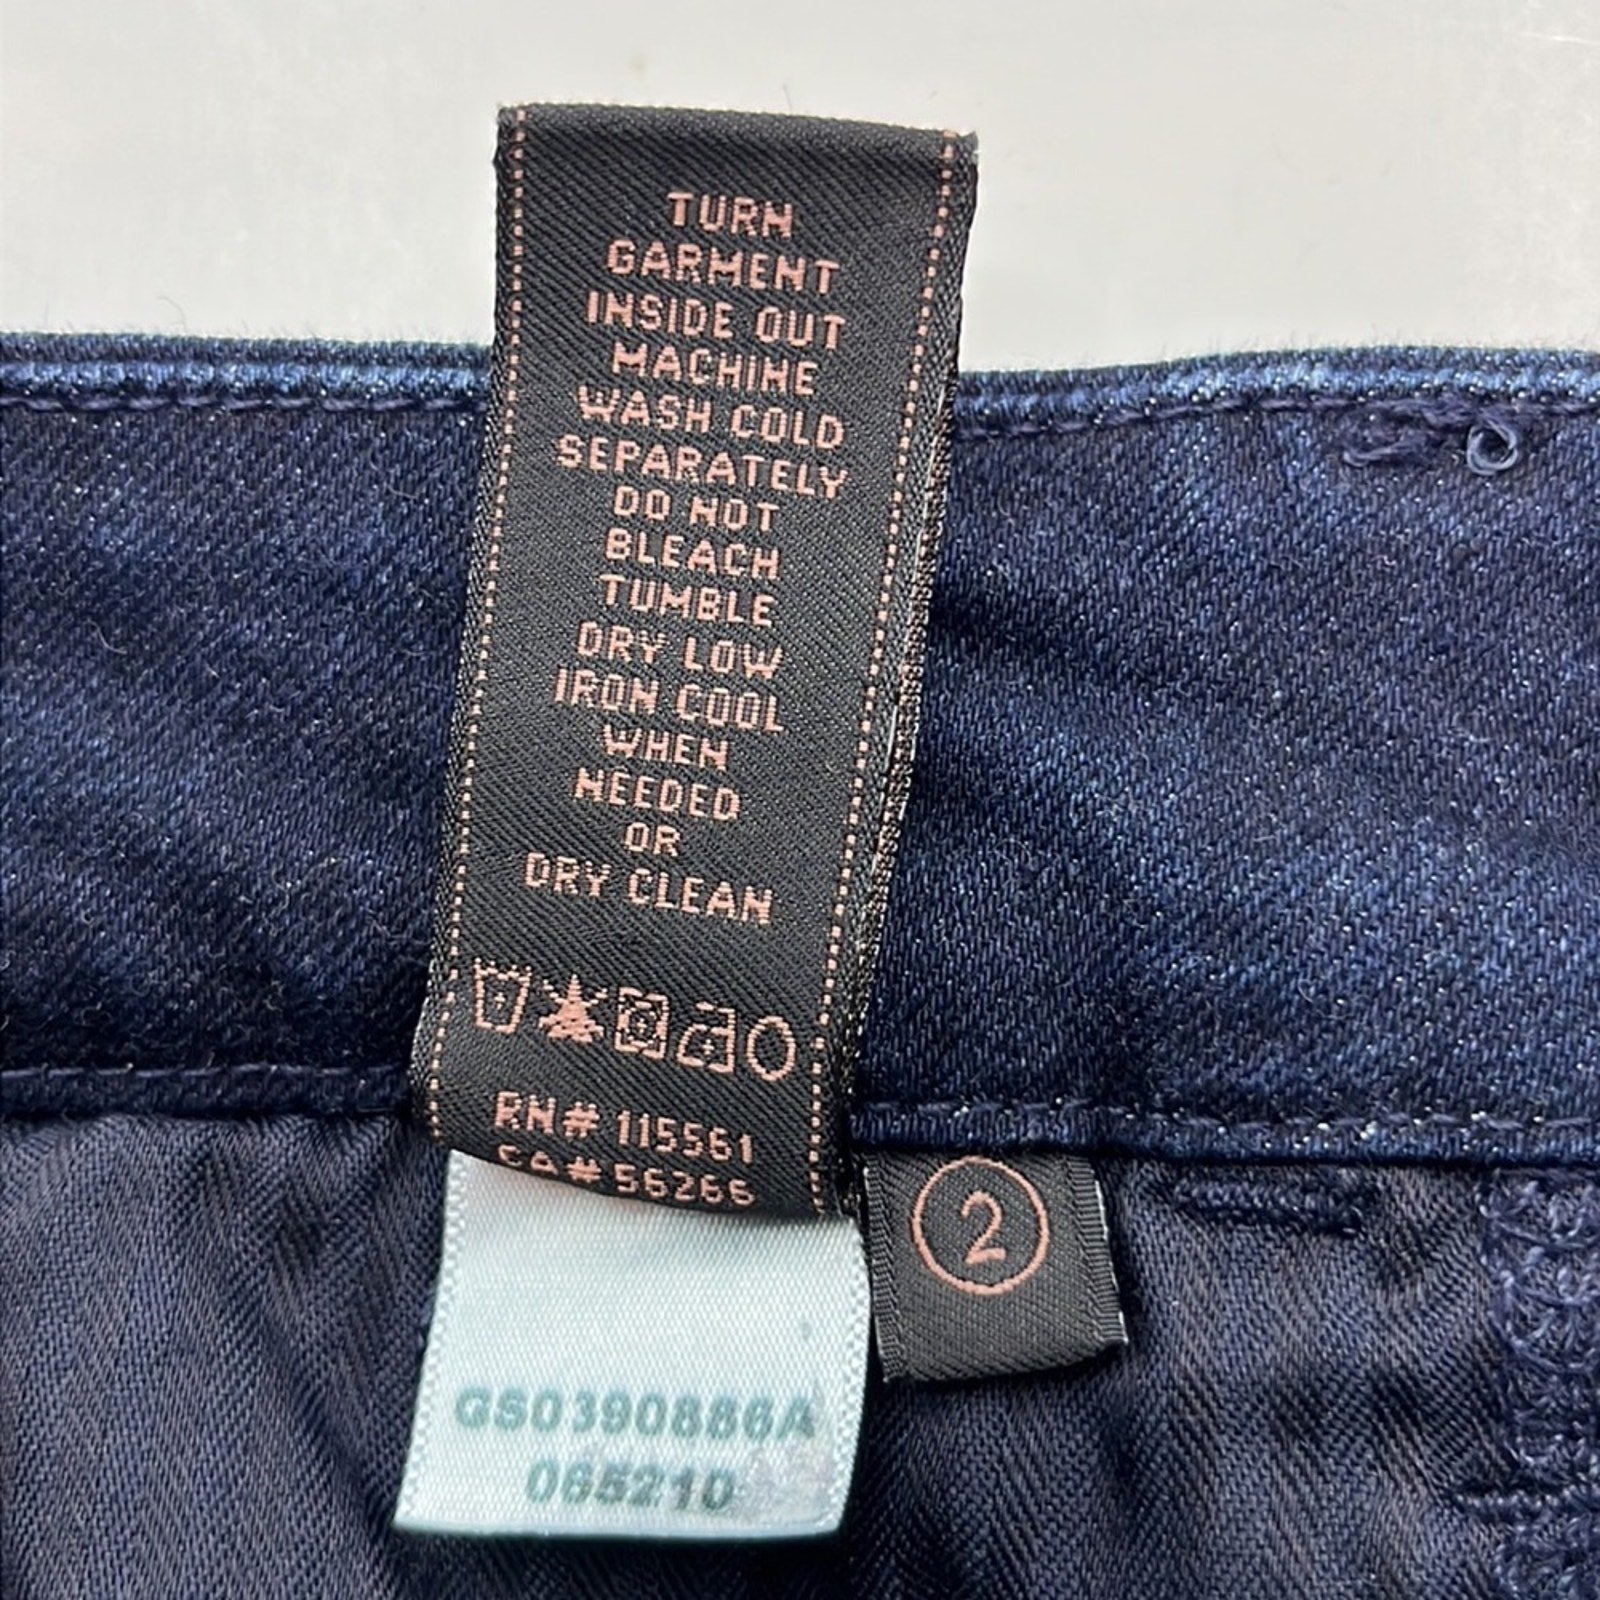 TURN
GARMENT
INSIDE OUT
MACHINE
WASH COLD
SEPARATELY
DO NOT
BLEACH
TUMBLE
DRY LOW
IRON COOL
WHEN
NEEDED
OR
DRY CLEAN
RN# 115561
CA# 56266
2
GS0390886A
065210